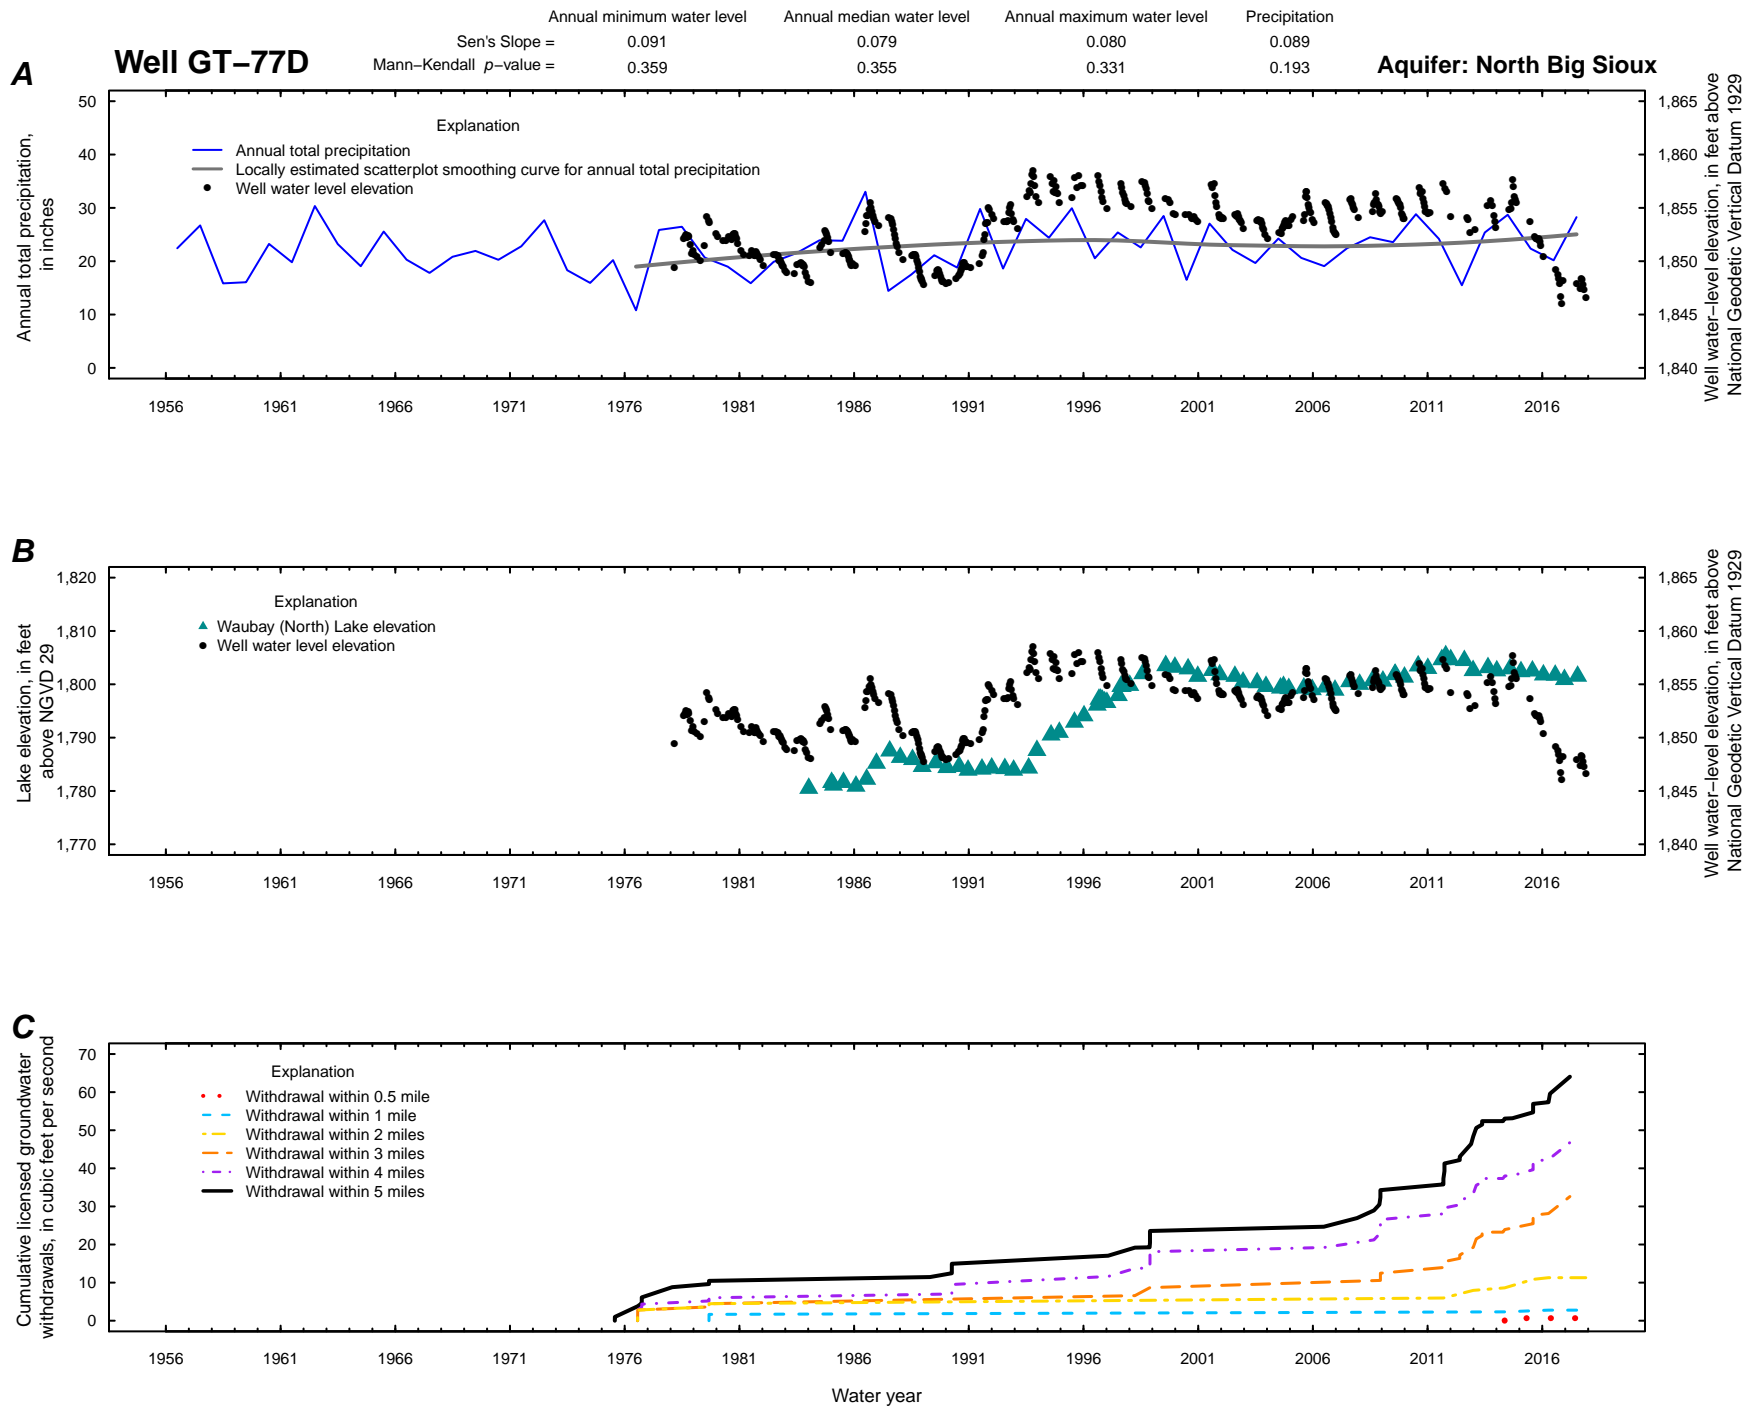 Annual minimum water level Annual median water level Annual maximum water level Precipitation
Sen's Slope = 0.091 0.079 0.080 0.089
Mann−Kendall p−value = 0.359 0.355 0.331 0.193
Well GT−77D
Aquifer: North Big Sioux
A
Annual total precipitation,
in inches
50
40
30
20
10
0
Explanation
Annual total precipitation
Locally estimated scatterplot smoothing curve for annual total precipitation
Well water level elevation
1,865
1,860
1,855
1,850
1,845
1,840
Well water−level elevation, in feet above
National Geodetic Vertical Datum 1929
1956 1961 1966 1971 1976 1981 1986 1991 1996 2001 2006 2011 2016
B
Lake elevation, in feet
above NGVD 29
1,820
1,810
1,800
1,790
1,780
1,770
Explanation
Waubay (North) Lake elevation
Well water level elevation
1,865
1,860
1,855
1,850
1,845
1,840
Well water−level elevation, in feet above
National Geodetic Vertical Datum 1929
1956 1961 1966 1971 1976 1981 1986 1991 1996 2001 2006 2011 2016
C
Cumulative licensed groundwater
withdrawals, in cubic feet per second
70
60
50
40
30
20
10
0
Explanation
Withdrawal within 0.5 mile
Withdrawal within 1 mile
Withdrawal within 2 miles
Withdrawal within 3 miles
Withdrawal within 4 miles
Withdrawal within 5 miles
1956 1961 1966 1971 1976 1981 1986 1991 1996 2001 2006 2011 2016
Water year